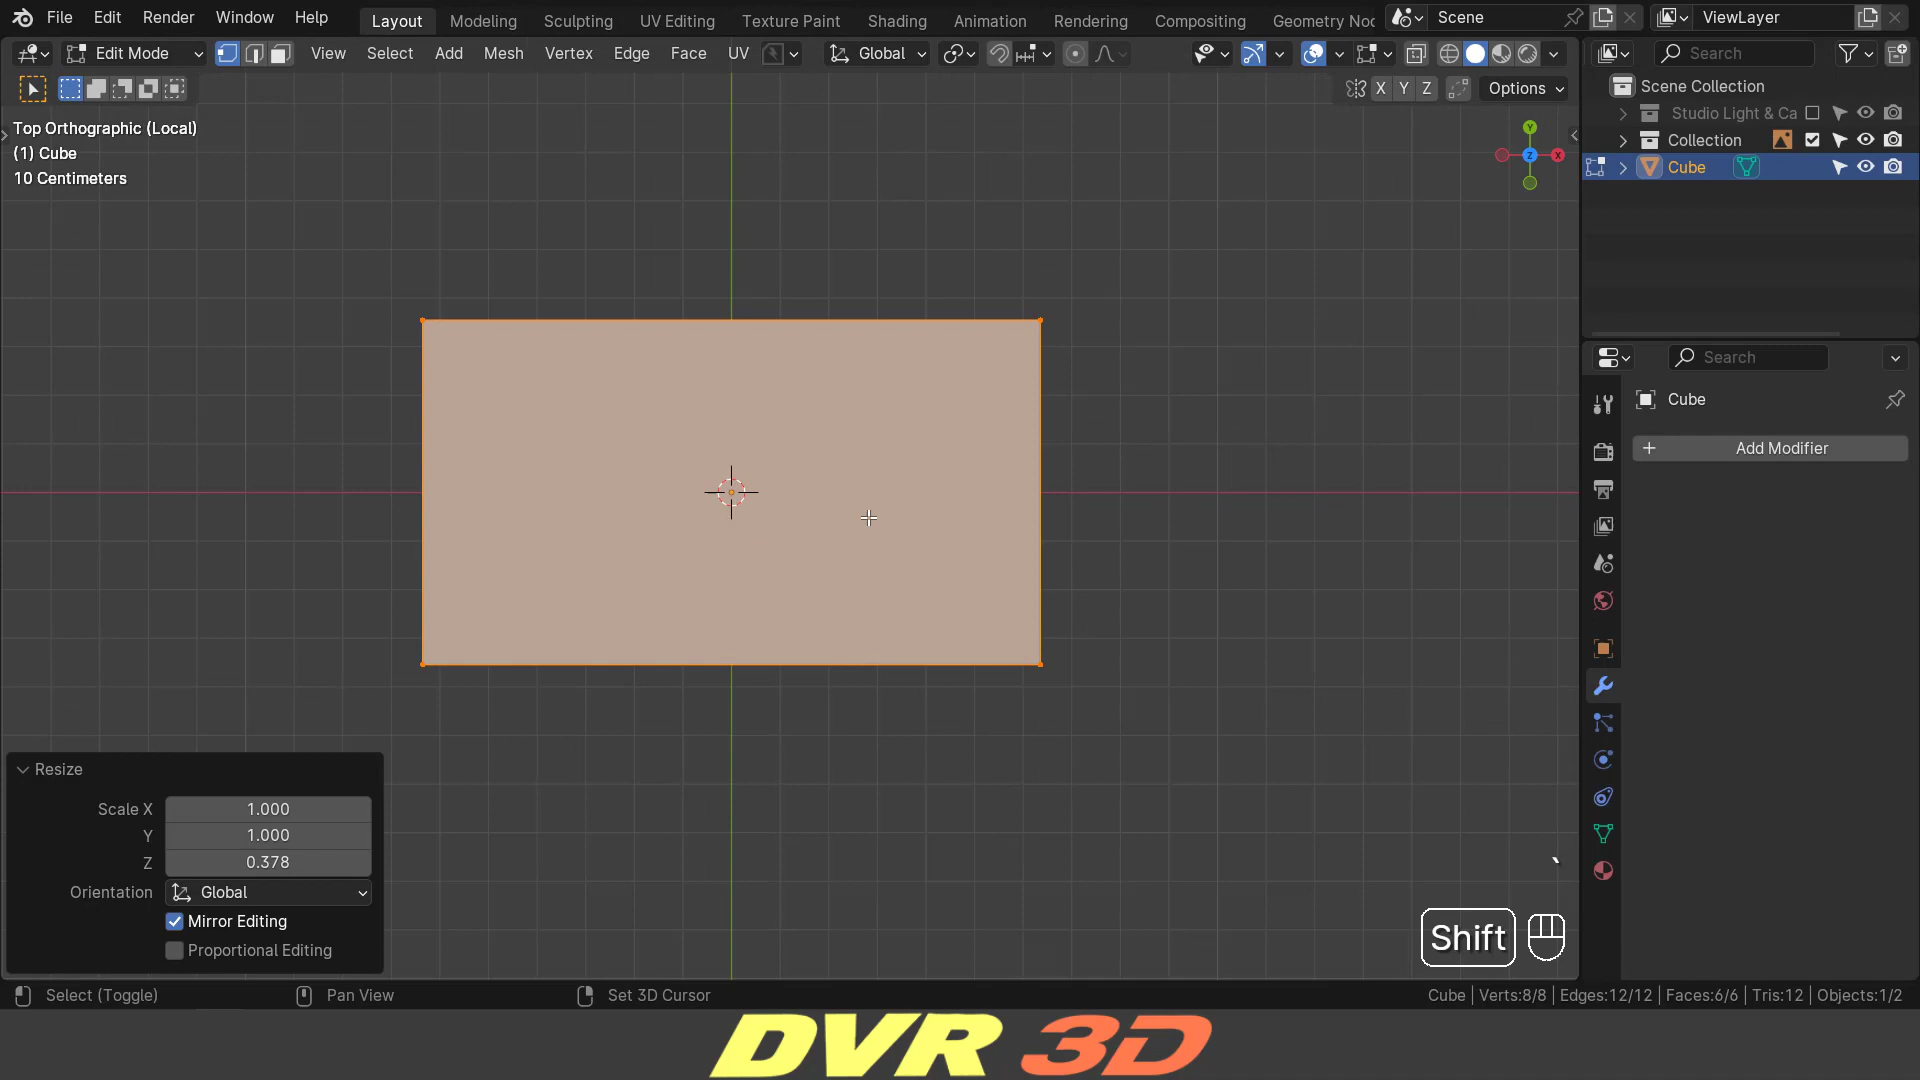 File Edit Render Window Help Layout Modeling Sculpting UV Editing Texture Paint Shading Animation Rendering Compositing Geometry Noc Scene ViewLayer
Edit Mode View Select Add Mesh Vertex Edge Face UV Global Search
X Y Z Options
Scene Collection
Studio Light & Ca
Collection
Cube
Top Orthographic (Local)
(1) Cube
10 Centimeters
Y
Z X
Search
Cube
+ Add Modifier
Resize
Scale X 1.000
Y 1.000
Z 0.378
Orientation Global
Mirror Editing
Proportional Editing
`
Shift
Select (Toggle) Pan View Set 3D Cursor Cube | Verts:8/8 | Edges:12/12 | Faces:6/6 | Tris:12 | Objects:1/2
DVR 3D